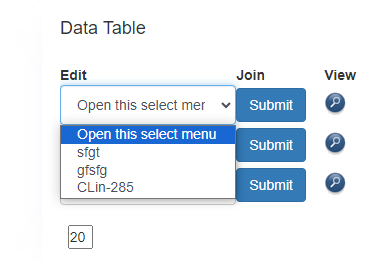 Data Table
Edit Join View
Open this select mer Submit
Open this select menu
sfgt Submit
gfsfg
CLin-285 Submit
20